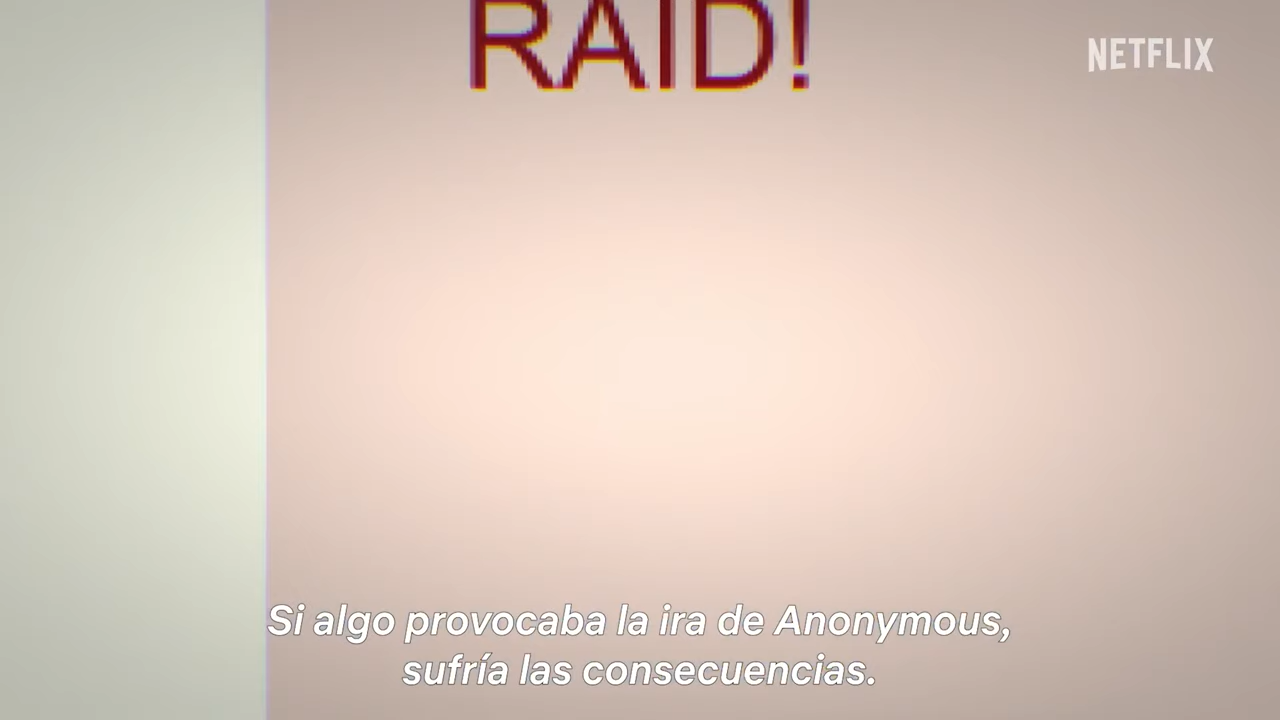 RAID!
NETFLIX
Si algo provocaba la ira de Anonymous,
sufría las consecuencias.